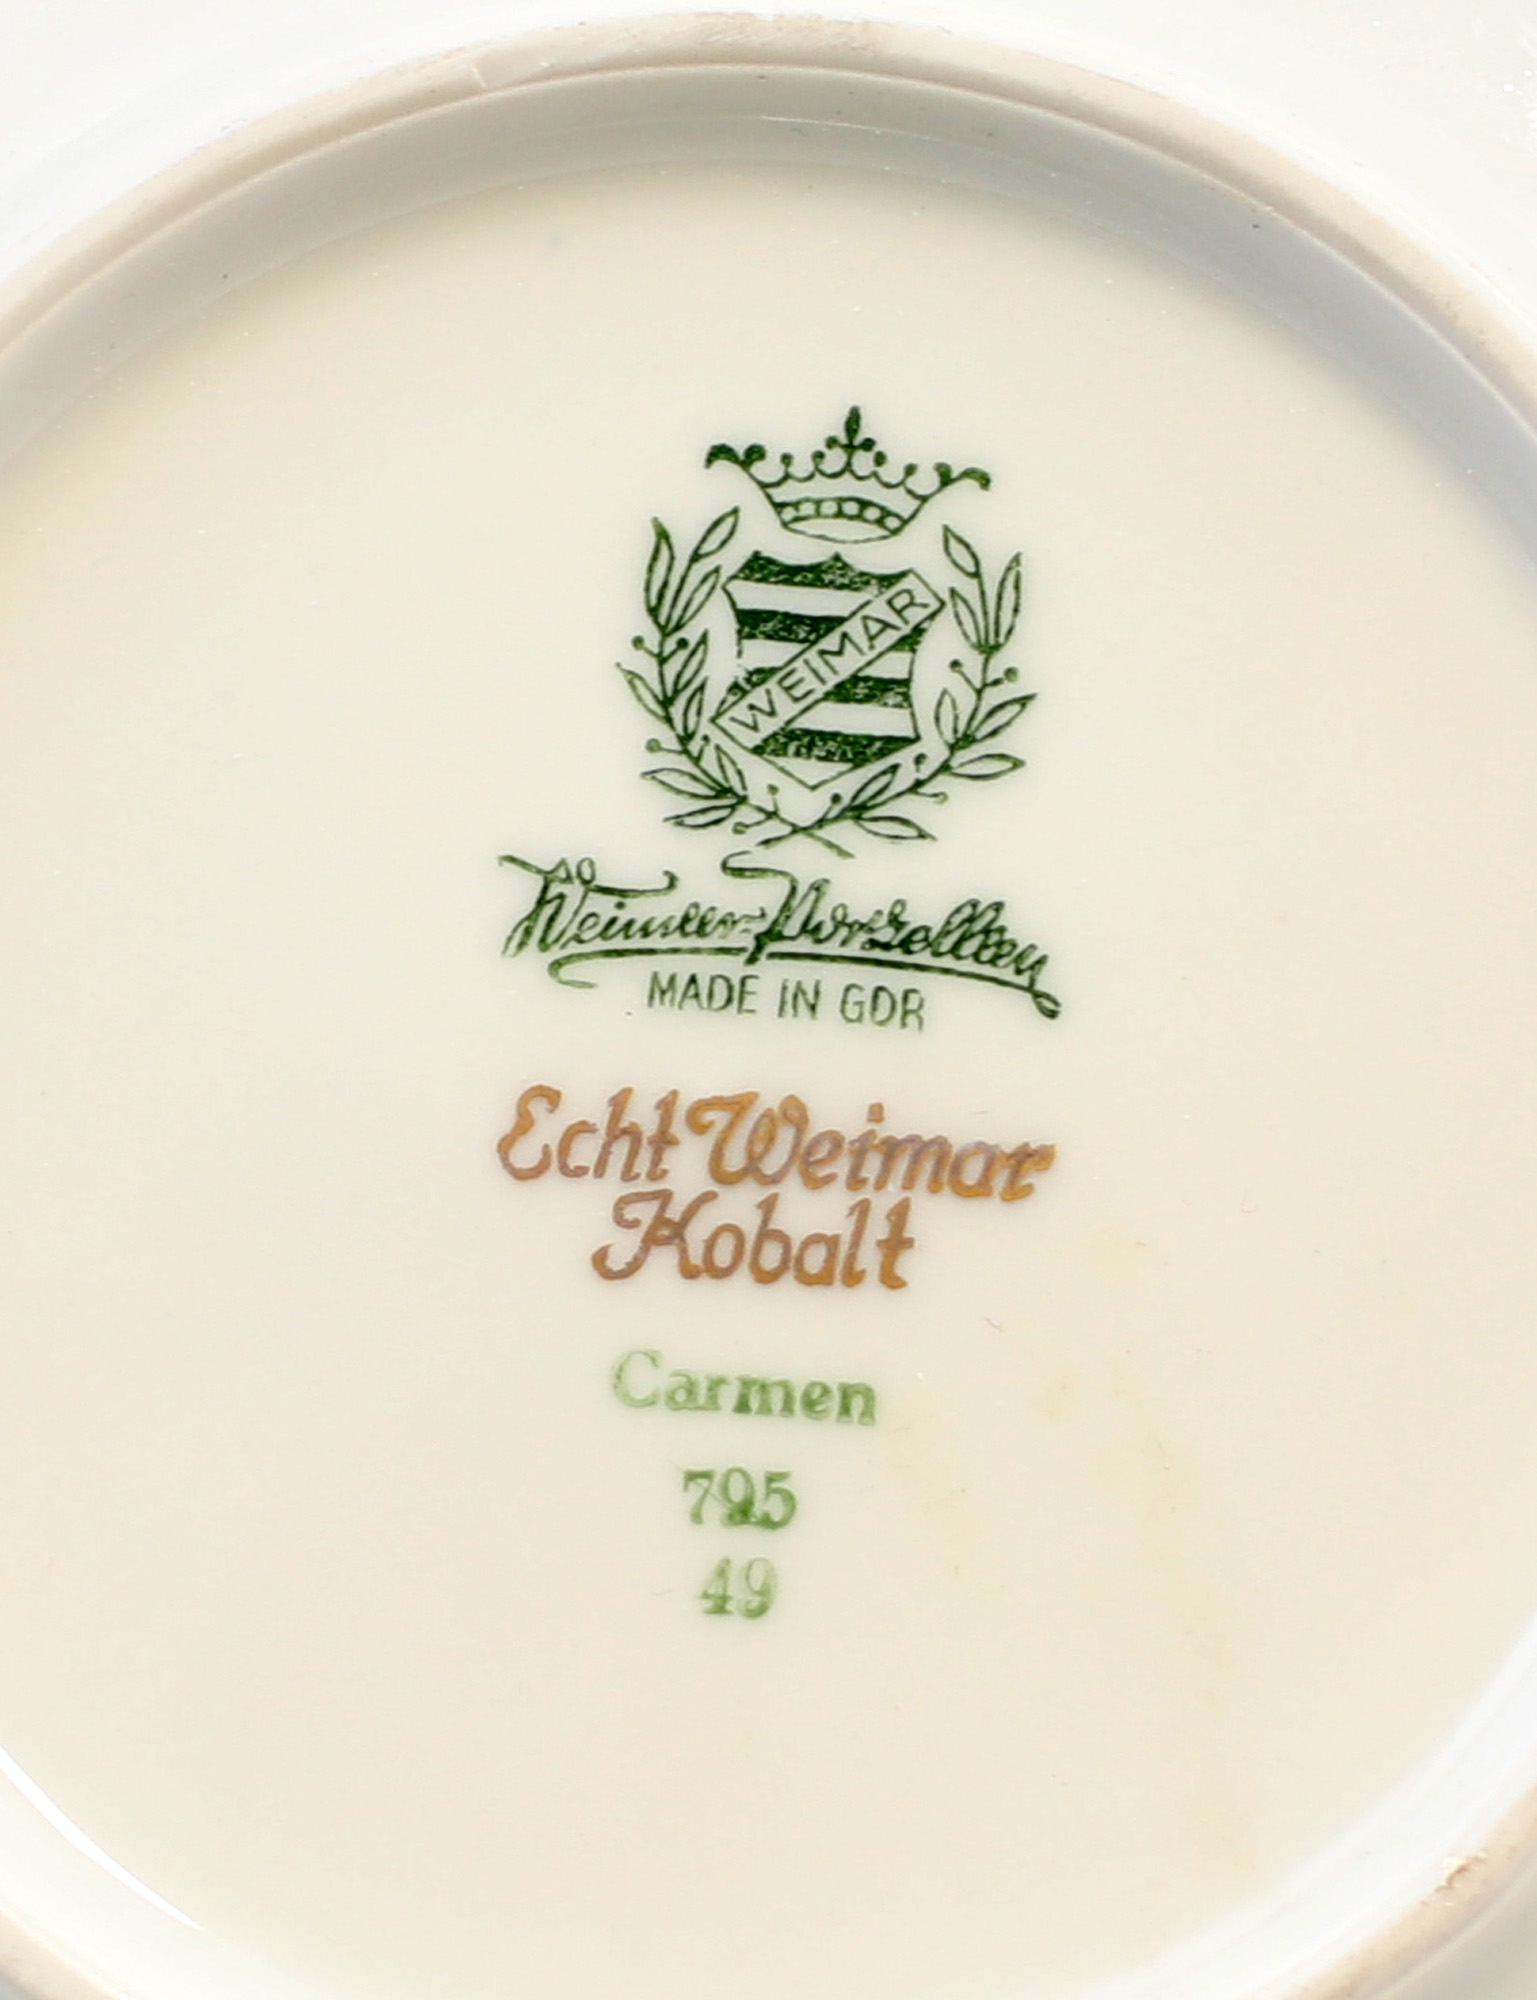 WEIMAR
Weimar Porzellan
MADE IN GDR
Echt Weimar
Kobalt
Carmen
795
49